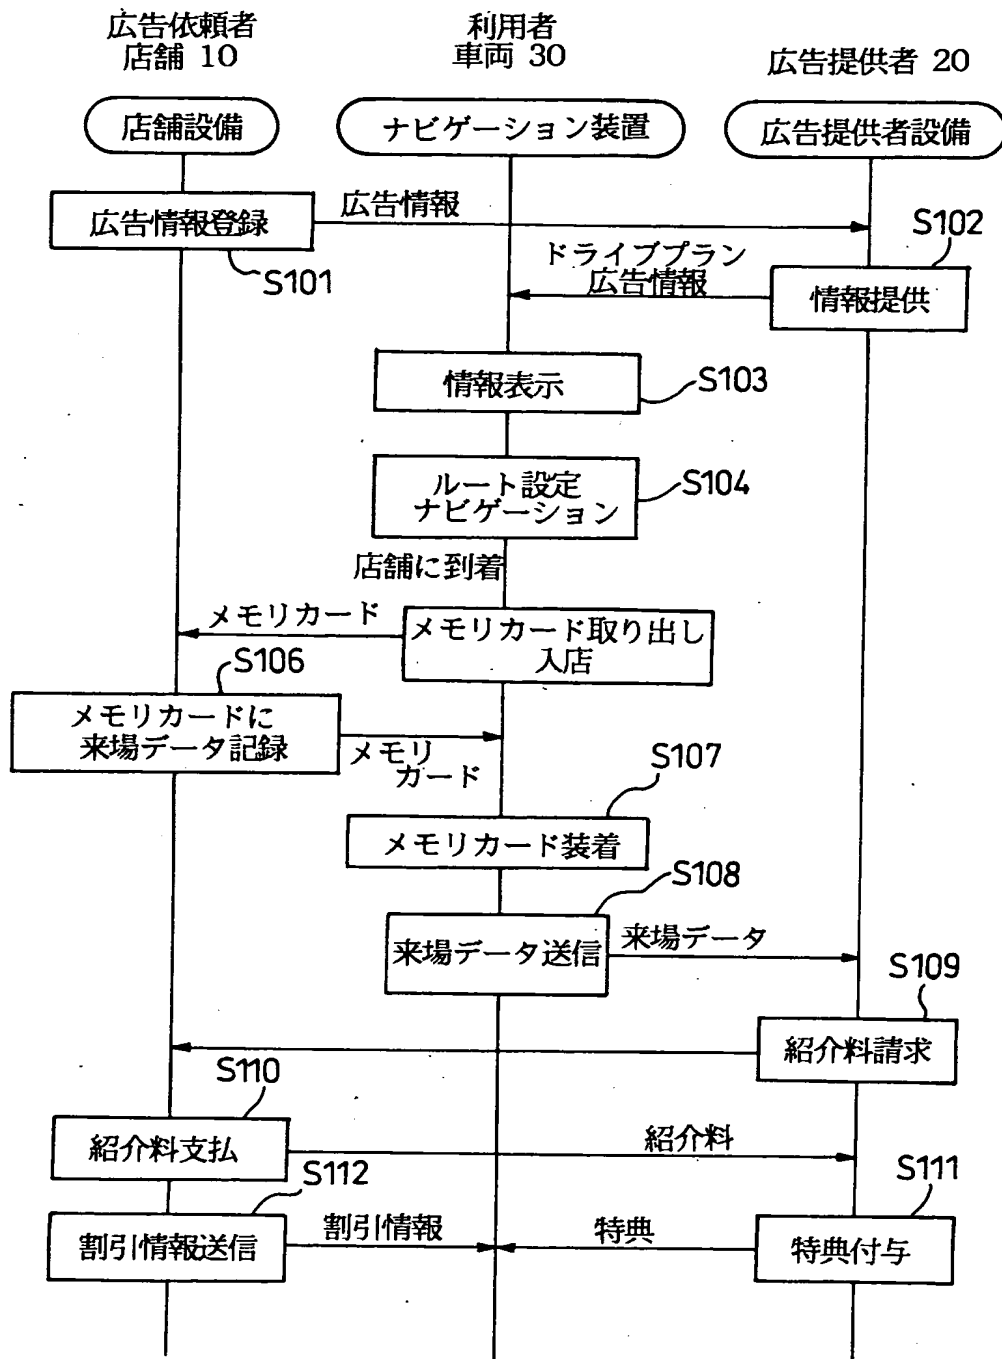 広告依頼者
店舗 10
利用者
車両 30
広告提供者 20
店舗設備
ナビゲーション装置
広告提供者設備
広告情報登録
広告情報
S101
S102
ドライブプラン
広告情報
情報提供
情報表示
S103
ルート設定
ナビゲーション
S104
店舗に到着
メモリカード
メモリカード取り出し
入店
S106
メモリカードに
来場データ記録
メモリ
カード
S107
メモリカード装着
S108
来場データ送信
来場データ
S109
紹介料請求
S110
紹介料支払
紹介料
S111
S112
割引情報送信
割引情報
特典
特典付与